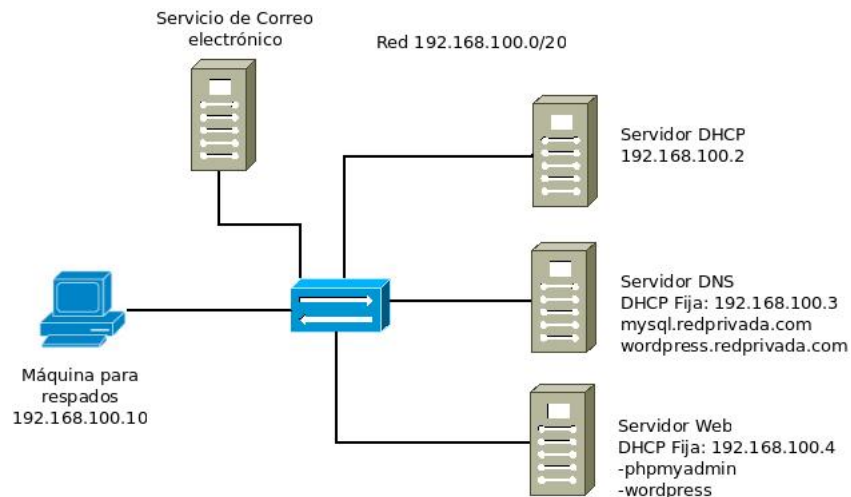 Servicio de Correo
electrónico
Red 192.168.100.0/20
Servidor DHCP
192.168.100.2
Servidor DNS
DHCP Fija: 192.168.100.3
mysql.redprivada.com
wordpress.redprivada.com
Máquina para
respados
192.168.100.10
Servidor Web
DHCP Fija: 192.168.100.4
-phpmyadmin
-wordpress